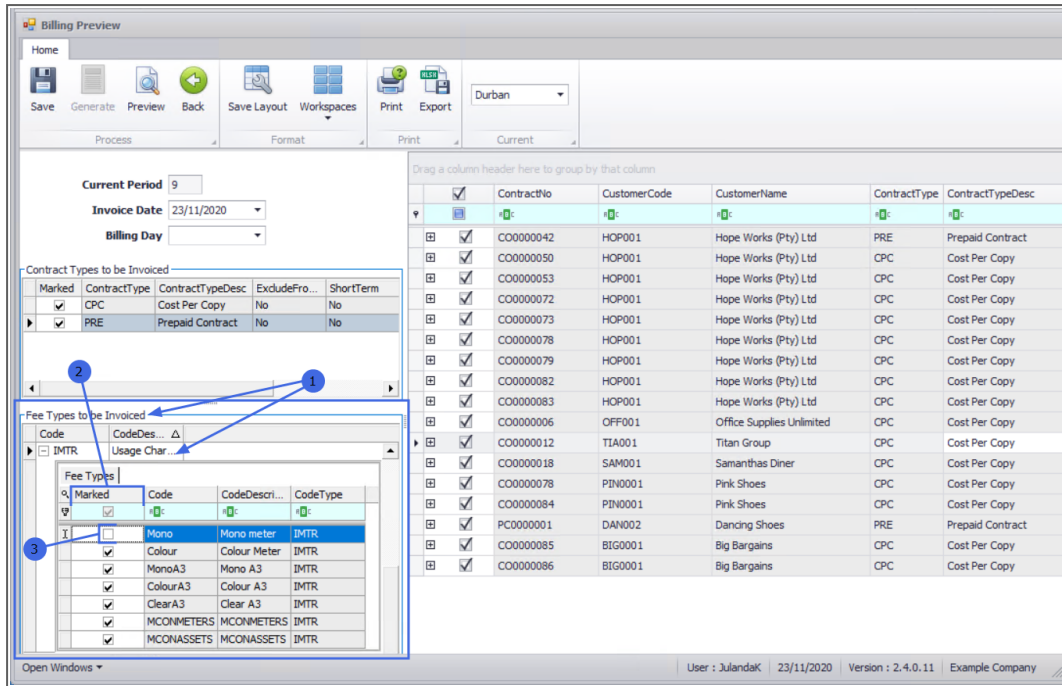 Billing Preview
Home
Save Generate Preview Back Save Layout Workspaces Print Export Durban
Process Format Print Current
Current Period 9
Invoice Date 23/11/2020
Billing Day
Contract Types to be Invoiced
Marked ContractType ContractTypeDesc ExcludeFro... ShortTerm
CPC Cost Per Copy No No
PRE Prepaid Contract No No
2
1
Fee Types to be Invoiced
Code CodeDes...
IMTR Usage Char...
Fee Types
Marked Code CodeDescri... CodeType
Mono Mono meter IMTR
3
Colour Colour Meter IMTR
MonoA3 Mono A3 IMTR
ColourA3 Colour A3 IMTR
ClearA3 Clear A3 IMTR
MCONMETERS MCONMETERS IMTR
MCONASSETS MCONASSETS IMTR
Drag a column header here to group by that column
ContractNo CustomerCode CustomerName ContractType ContractTypeDesc
CO0000042 HOP001 Hope Works (Pty) Ltd PRE Prepaid Contract
CO0000050 HOP001 Hope Works (Pty) Ltd CPC Cost Per Copy
CO0000053 HOP001 Hope Works (Pty) Ltd CPC Cost Per Copy
CO0000072 HOP001 Hope Works (Pty) Ltd CPC Cost Per Copy
CO0000073 HOP001 Hope Works (Pty) Ltd CPC Cost Per Copy
CO0000078 HOP001 Hope Works (Pty) Ltd CPC Cost Per Copy
CO0000079 HOP001 Hope Works (Pty) Ltd CPC Cost Per Copy
CO0000082 HOP001 Hope Works (Pty) Ltd CPC Cost Per Copy
CO0000083 HOP001 Hope Works (Pty) Ltd CPC Cost Per Copy
CO0000006 OFF001 Office Supplies Unlimited CPC Cost Per Copy
CO0000012 TIA001 Titan Group CPC Cost Per Copy
CO0000018 SAM001 Samanthas Diner CPC Cost Per Copy
CO0000078 PIN0001 Pink Shoes CPC Cost Per Copy
CO0000084 PIN0001 Pink Shoes CPC Cost Per Copy
PC0000001 DAN002 Dancing Shoes PRE Prepaid Contract
CO0000085 BIG0001 Big Bargains CPC Cost Per Copy
CO0000086 BIG0001 Big Bargains CPC Cost Per Copy
Open Windows User : JulandaK 23/11/2020 Version : 2.4.0.11 Example Company